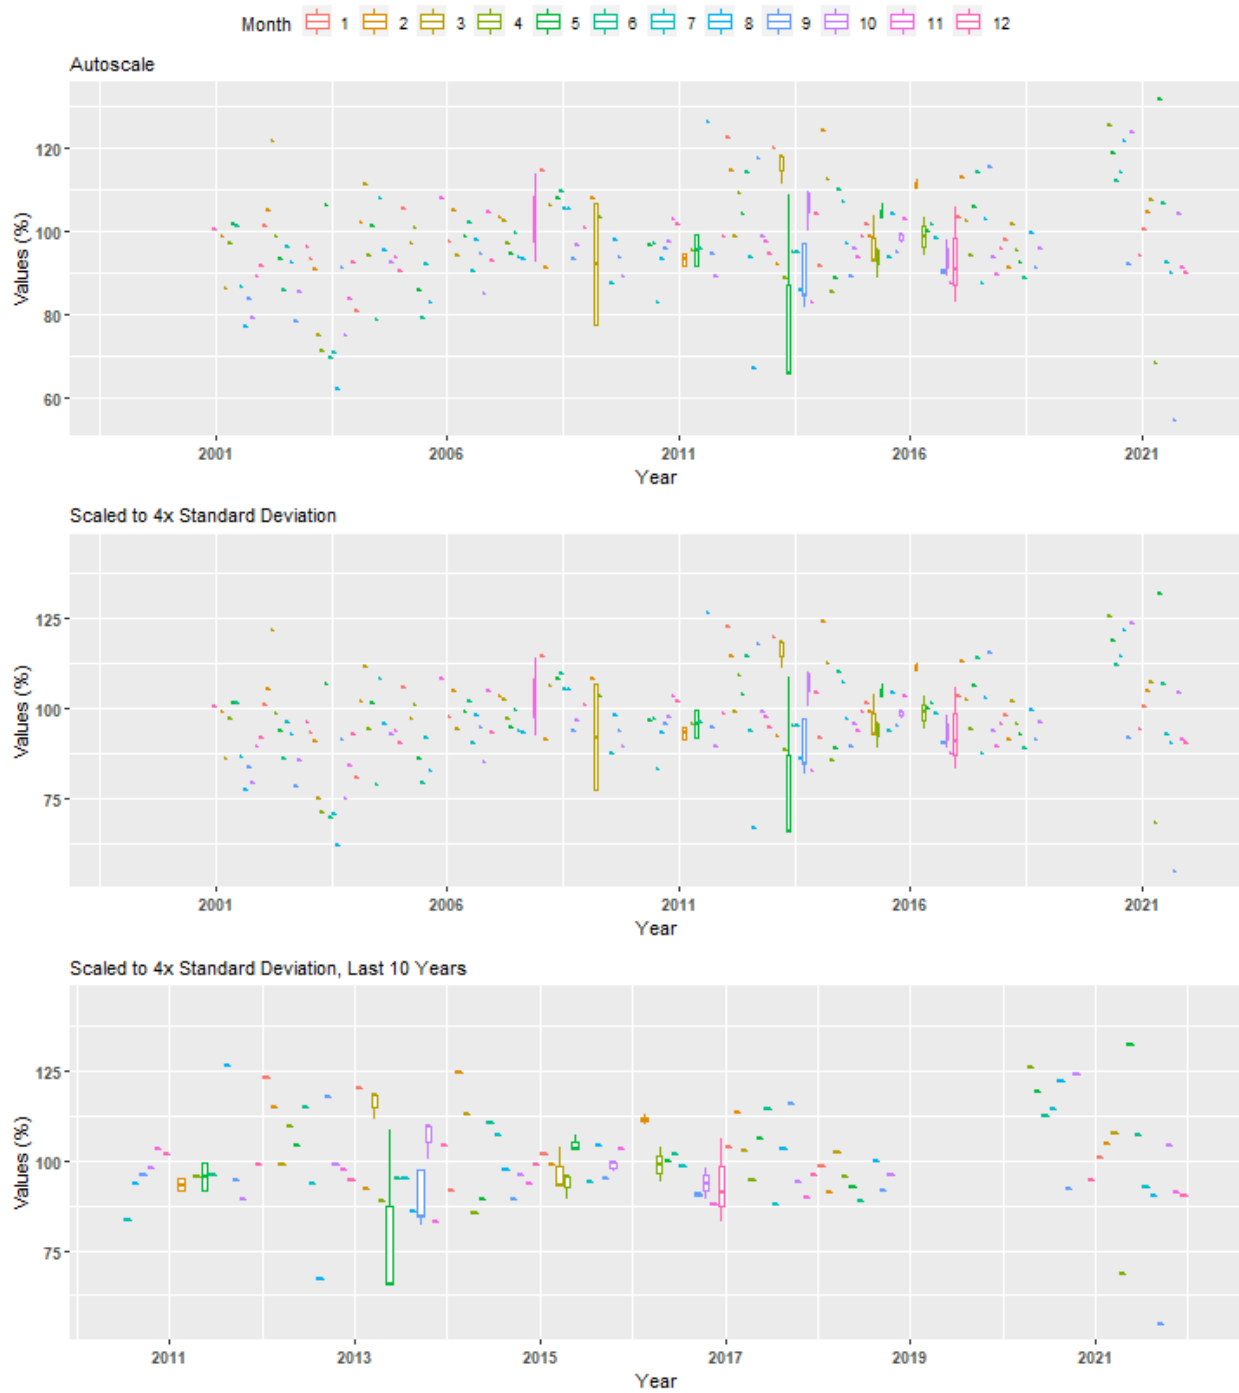 Month 1 2 3 4 5 6 7 8 9 10 11 12
Autoscale
120
100
80
60
Values (%)
2001 2006 2011 2016 2021
Year
Scaled to 4x Standard Deviation
125
100
75
Values (%)
2001 2006 2011 2016 2021
Year
Scaled to 4x Standard Deviation, Last 10 Years
125
100
75
Values (%)
2011 2013 2015 2017 2019 2021
Year